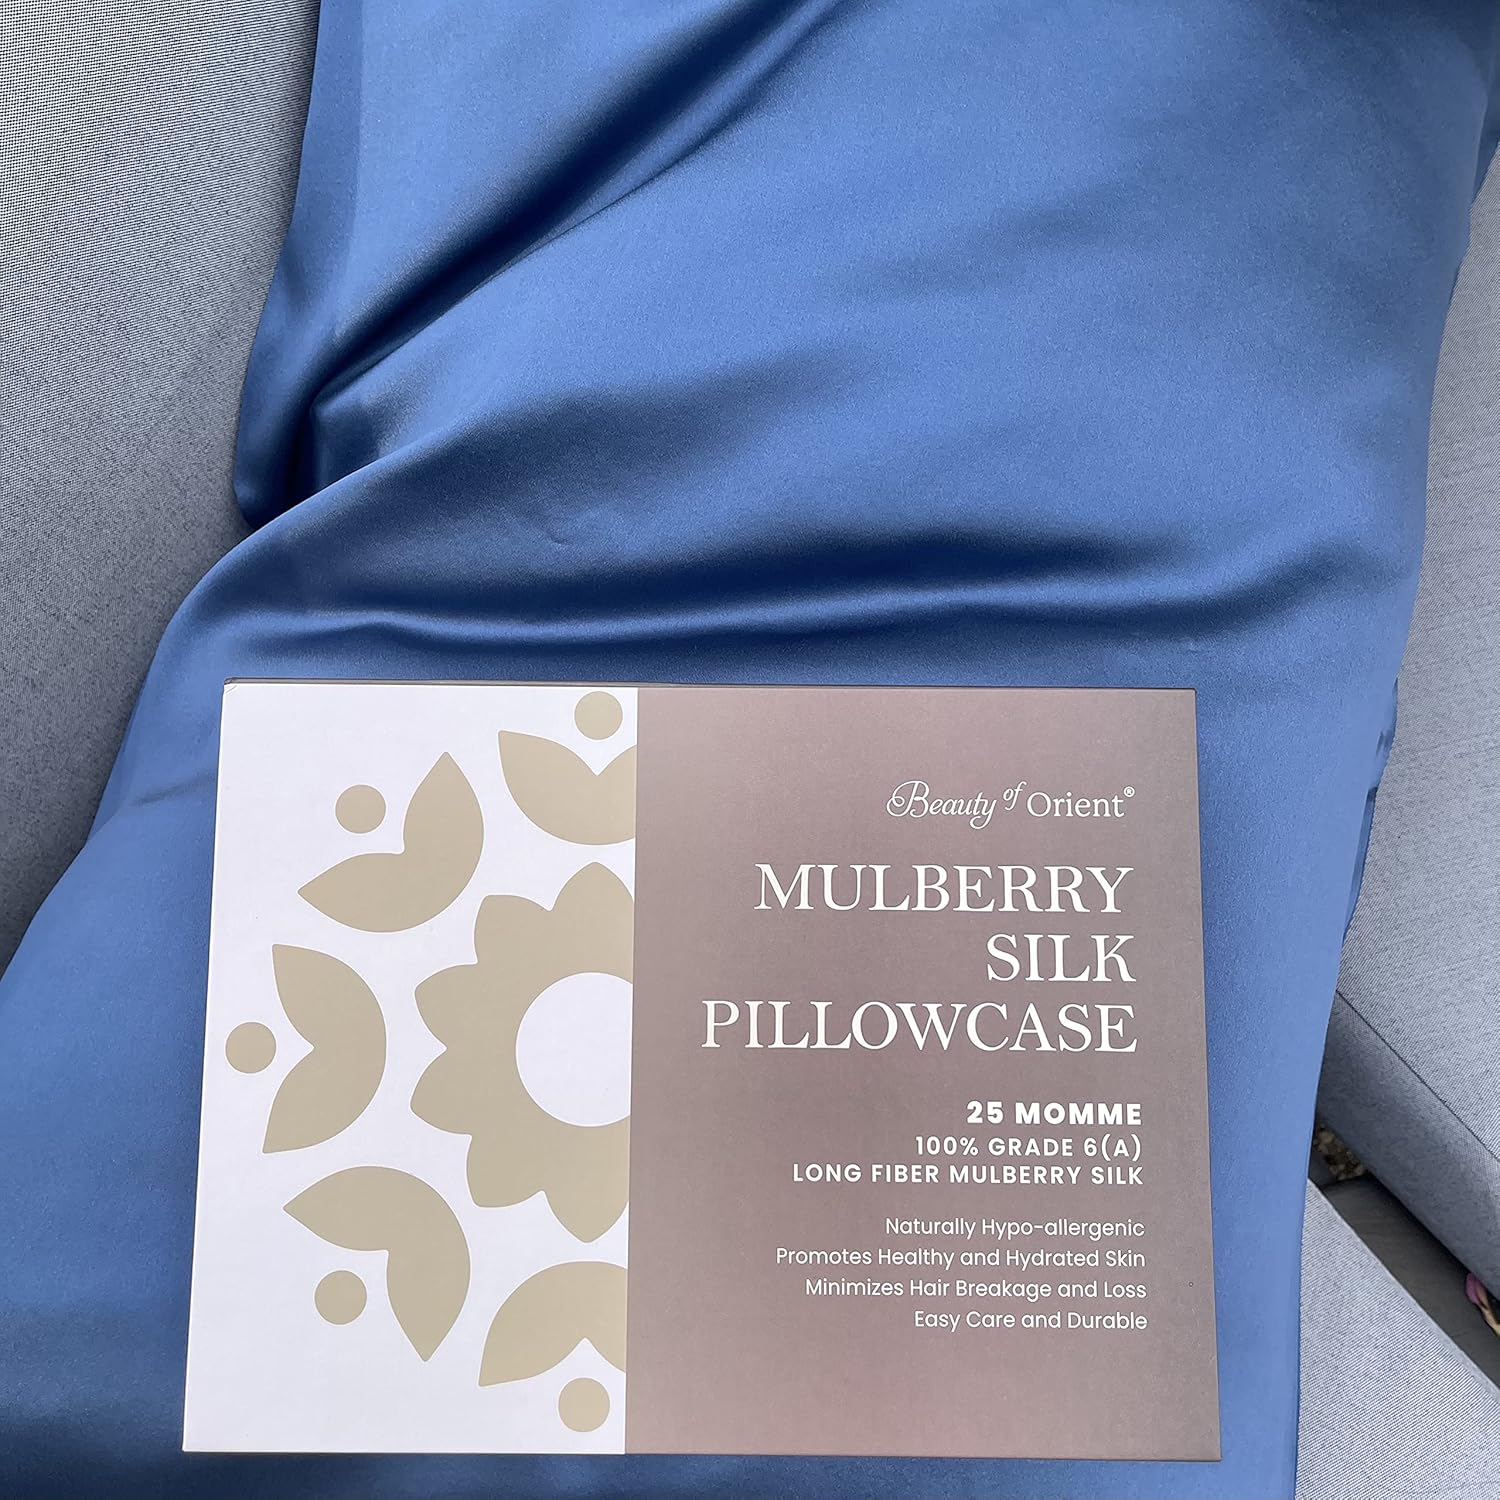 Beauty of Orient®
MULBERRY
SILK
PILLOWCASE
25 MOMME
100% GRADE 6(A)
LONG FIBER MULBERRY SILK
Naturally Hypo-allergenic
Promotes Healthy and Hydrated Skin
Minimizes Hair Breakage and Loss
Easy Care and Durable